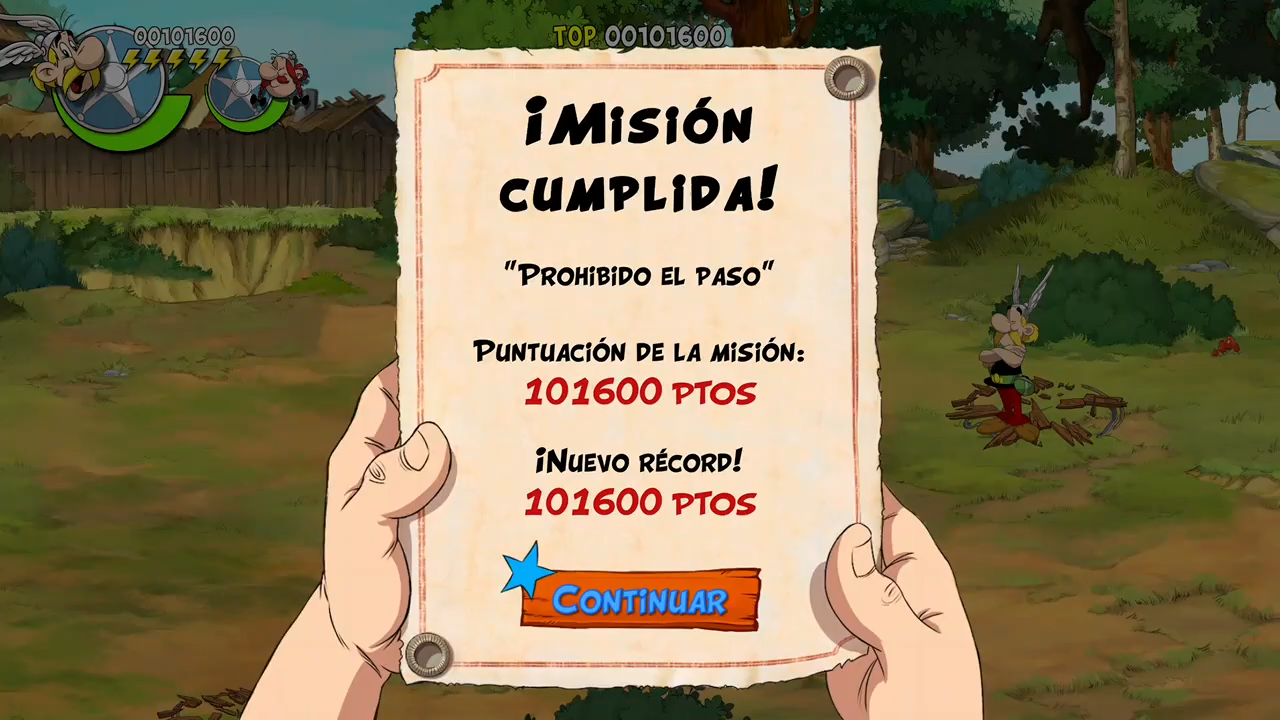 00101600
TOP 00101600
¡Misión
cumplida!
"Prohibido el paso"
Puntuación de la misión:
101600 ptos
¡Nuevo récord!
101600 ptos
Continuar